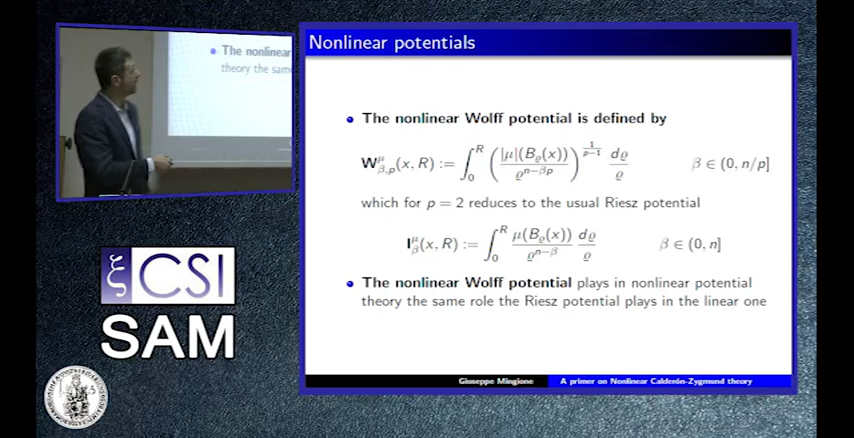 The nonlinear
theory the sam
Nonlinear potentials
The nonlinear Wolff potential is defined by
W^μ_{β,p}(x, R) := ∫_0^R (|μ|(B_ϱ(x)) / ϱ^{n−βp})^{1/(p−1)} dϱ/ϱ β ∈ (0, n/p]
which for p = 2 reduces to the usual Riesz potential
I^μ_β(x, R) := ∫_0^R μ(B_ϱ(x)) / ϱ^{n−β} dϱ/ϱ β ∈ (0, n]
The nonlinear Wolff potential plays in nonlinear potential
theory the same role the Riesz potential plays in the linear one
Giuseppe Mingione A primer on Nonlinear Calderón-Zygmund theory
ξ CSI
SAM